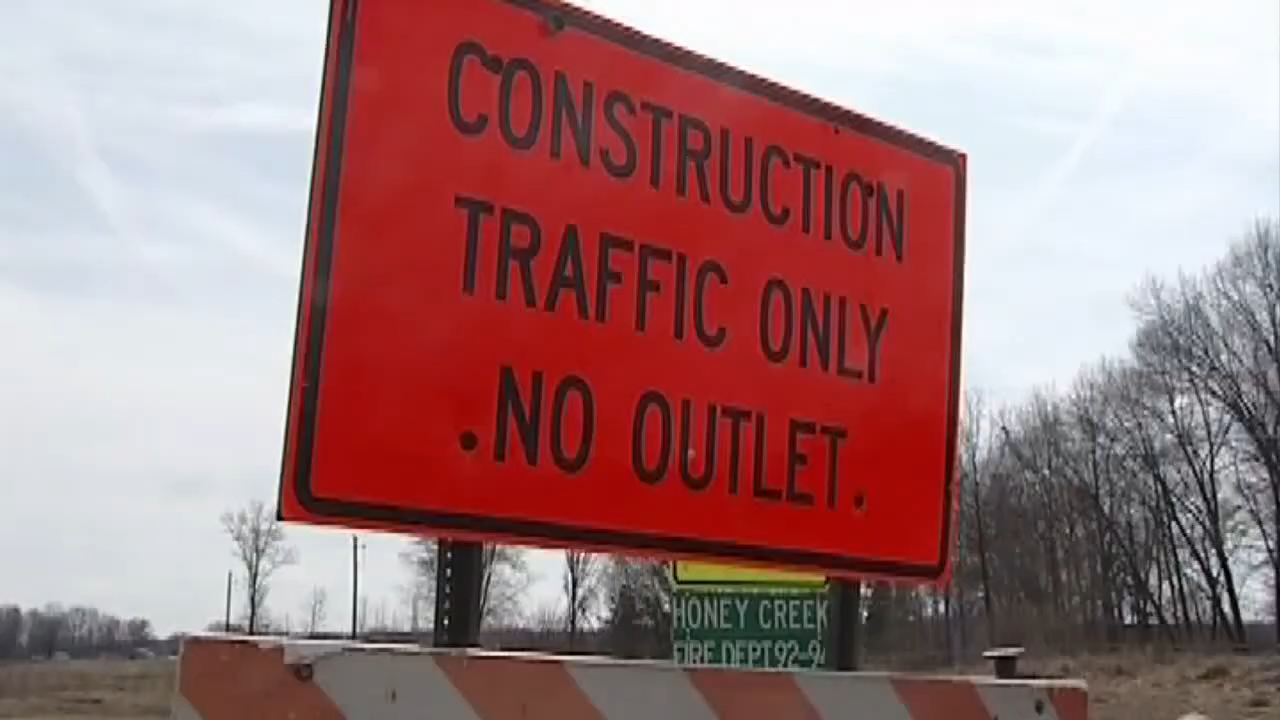 CONSTRUCTION
TRAFFIC ONLY
NO OUTLET
HONEY CREEK
FIRE DEPT